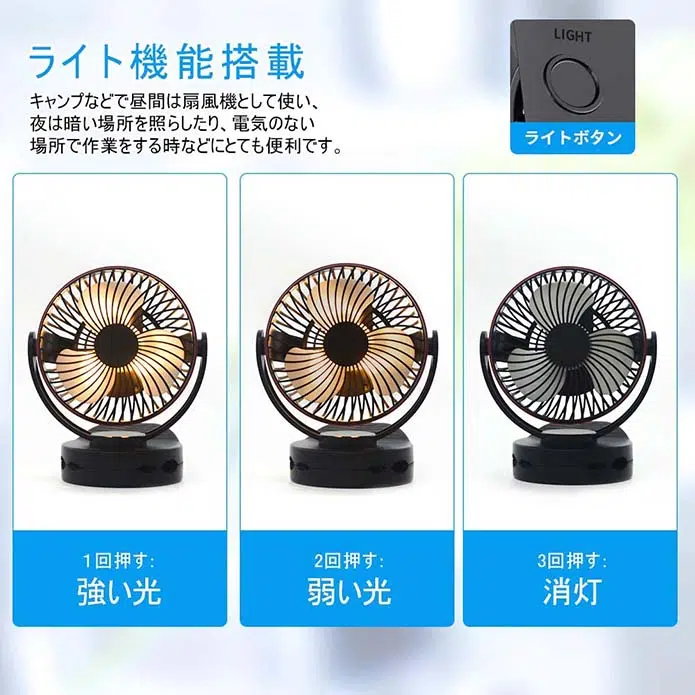 ライト機能搭載
キャンプなどで昼間は扇風機として使い、
夜は暗い場所を照らしたり、電気のない
場所で作業をする時などにとても便利です。
LIGHT
ライトボタン
1回押す:
強い光
2回押す:
弱い光
3回押す:
消灯